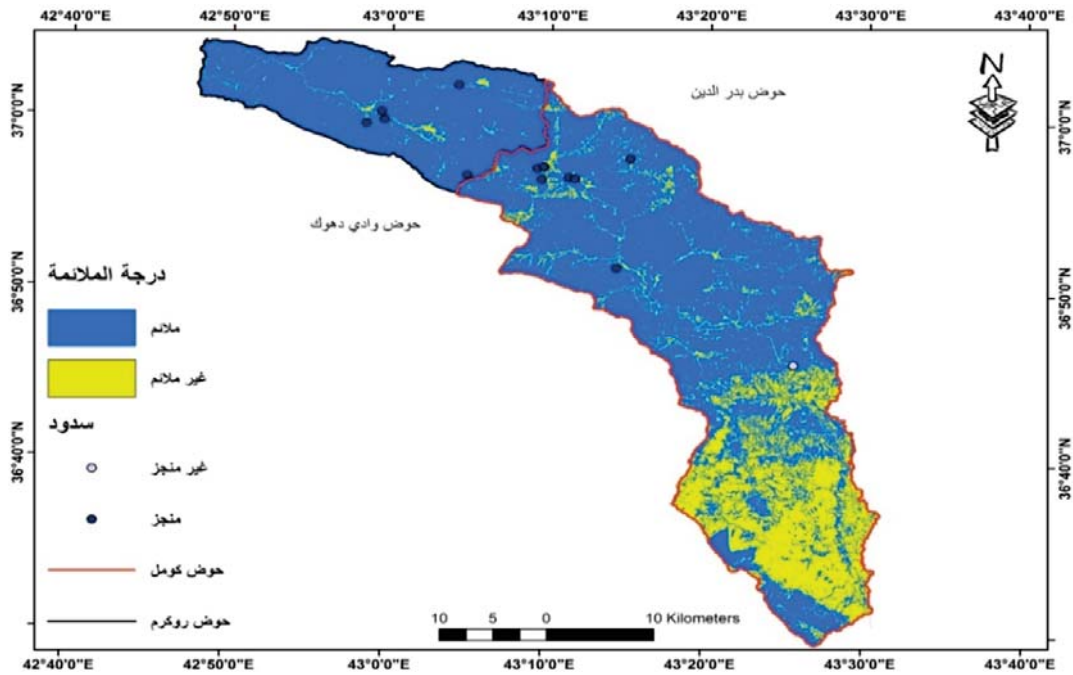 42°40'0"E 42°50'0"E 43°0'0"E 43°10'0"E 43°20'0"E 43°30'0"E 43°40'0"E
N
حوض بدر الدين
37°0'0"N 37°0'0"N
حوض وادي دهوك
درجة الملائمة
36°50'0"N 36°50'0"N
ملائم
غير ملائم
سدود
36°40'0"N 36°40'0"N
غير منجز
منجز
حوض كومل
حوض روكرم
10 5 0 10 Kilometers
42°40'0"E 42°50'0"E 43°0'0"E 43°10'0"E 43°20'0"E 43°30'0"E 43°40'0"E